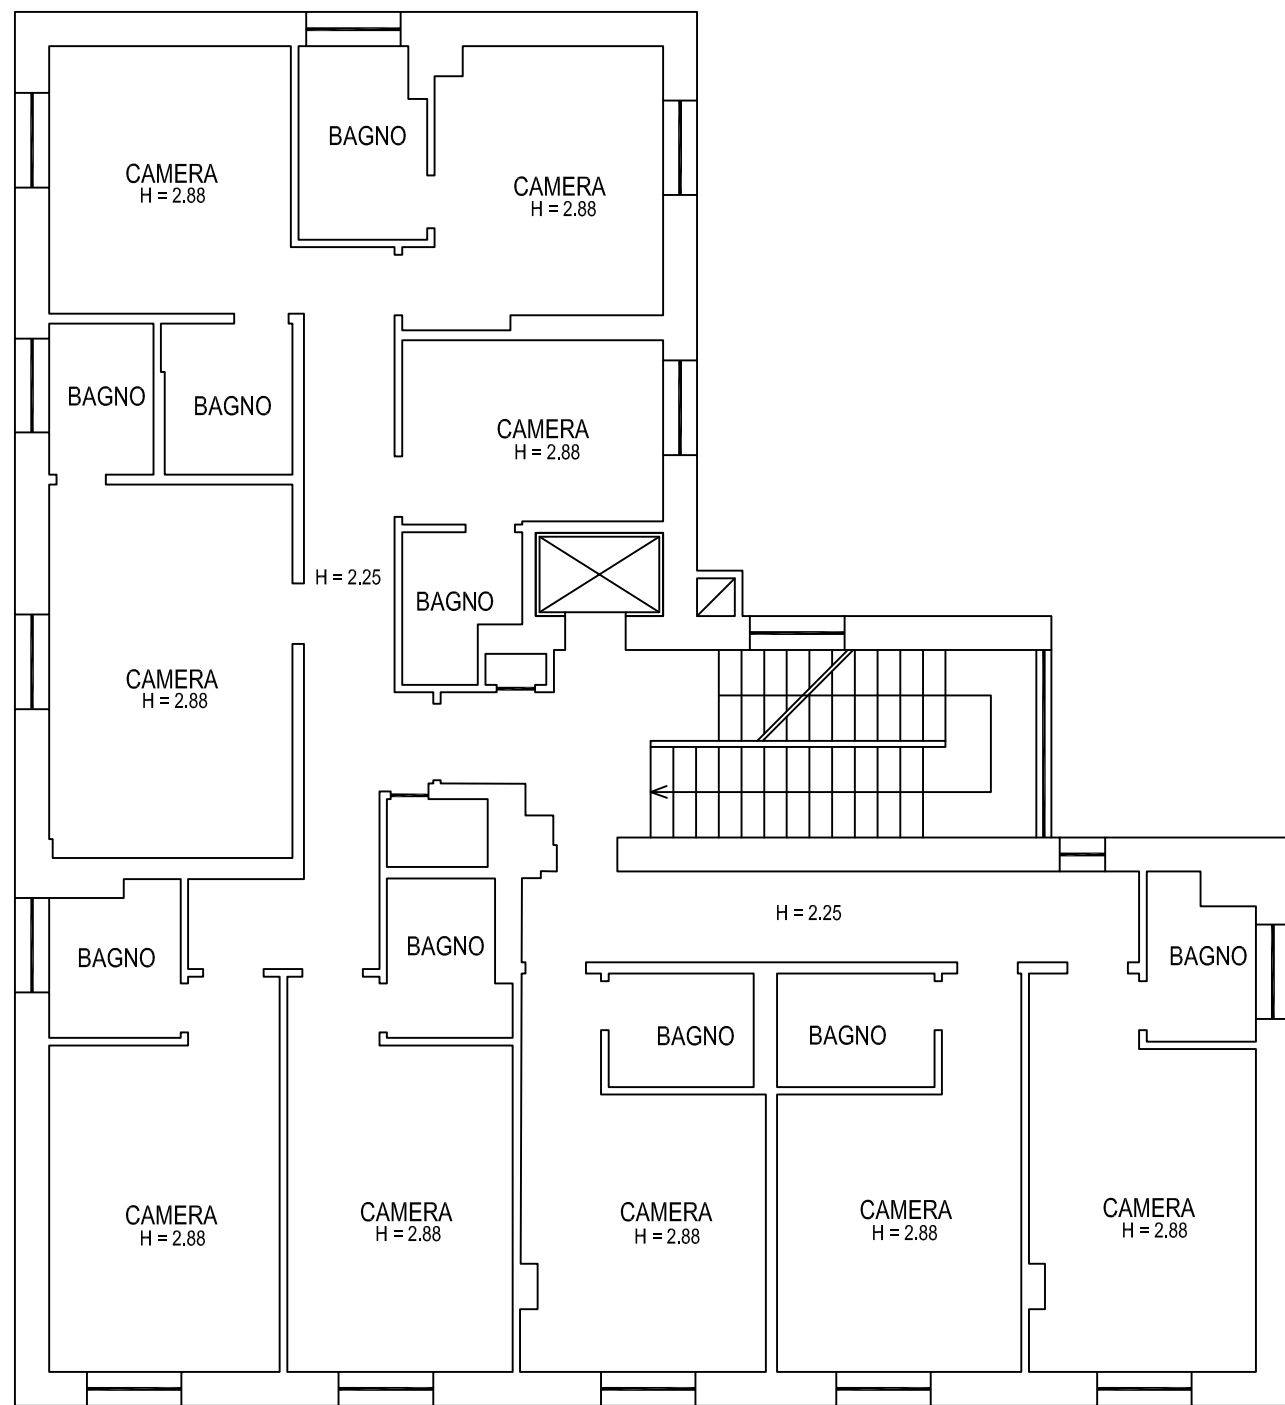 BAGNO
CAMERA
H = 2.88
CAMERA
H = 2.88
BAGNO
BAGNO
CAMERA
H = 2.88
H = 2.25
BAGNO
CAMERA
H = 2.88
H = 2.25
BAGNO
BAGNO
BAGNO
BAGNO
BAGNO
CAMERA
H = 2.88
CAMERA
H = 2.88
CAMERA
H = 2.88
CAMERA
H = 2.88
CAMERA
H = 2.88